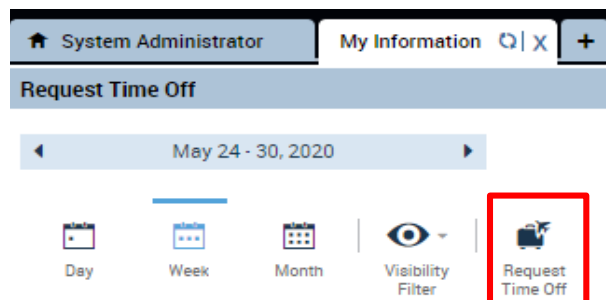 System Administrator My Information X +
Request Time Off
May 24 - 30, 2020
Day Week Month Visibility Filter Request Time Off